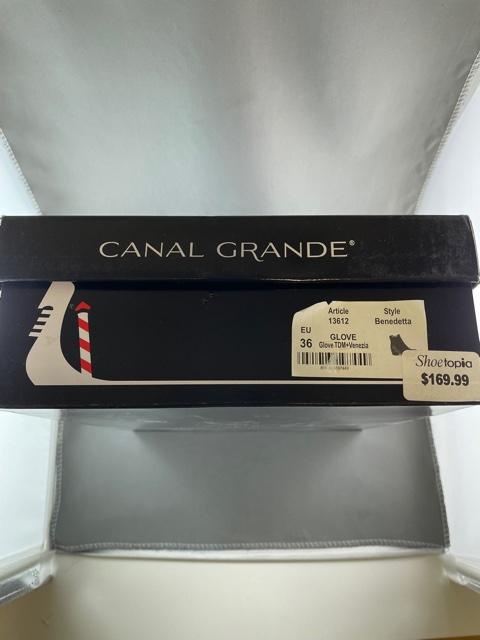 CANAL GRANDE®
Article
13612
Style
Benedetta
EU
36
GLOVE
Glove TDM+Venezia
Shoetopia
$169.99